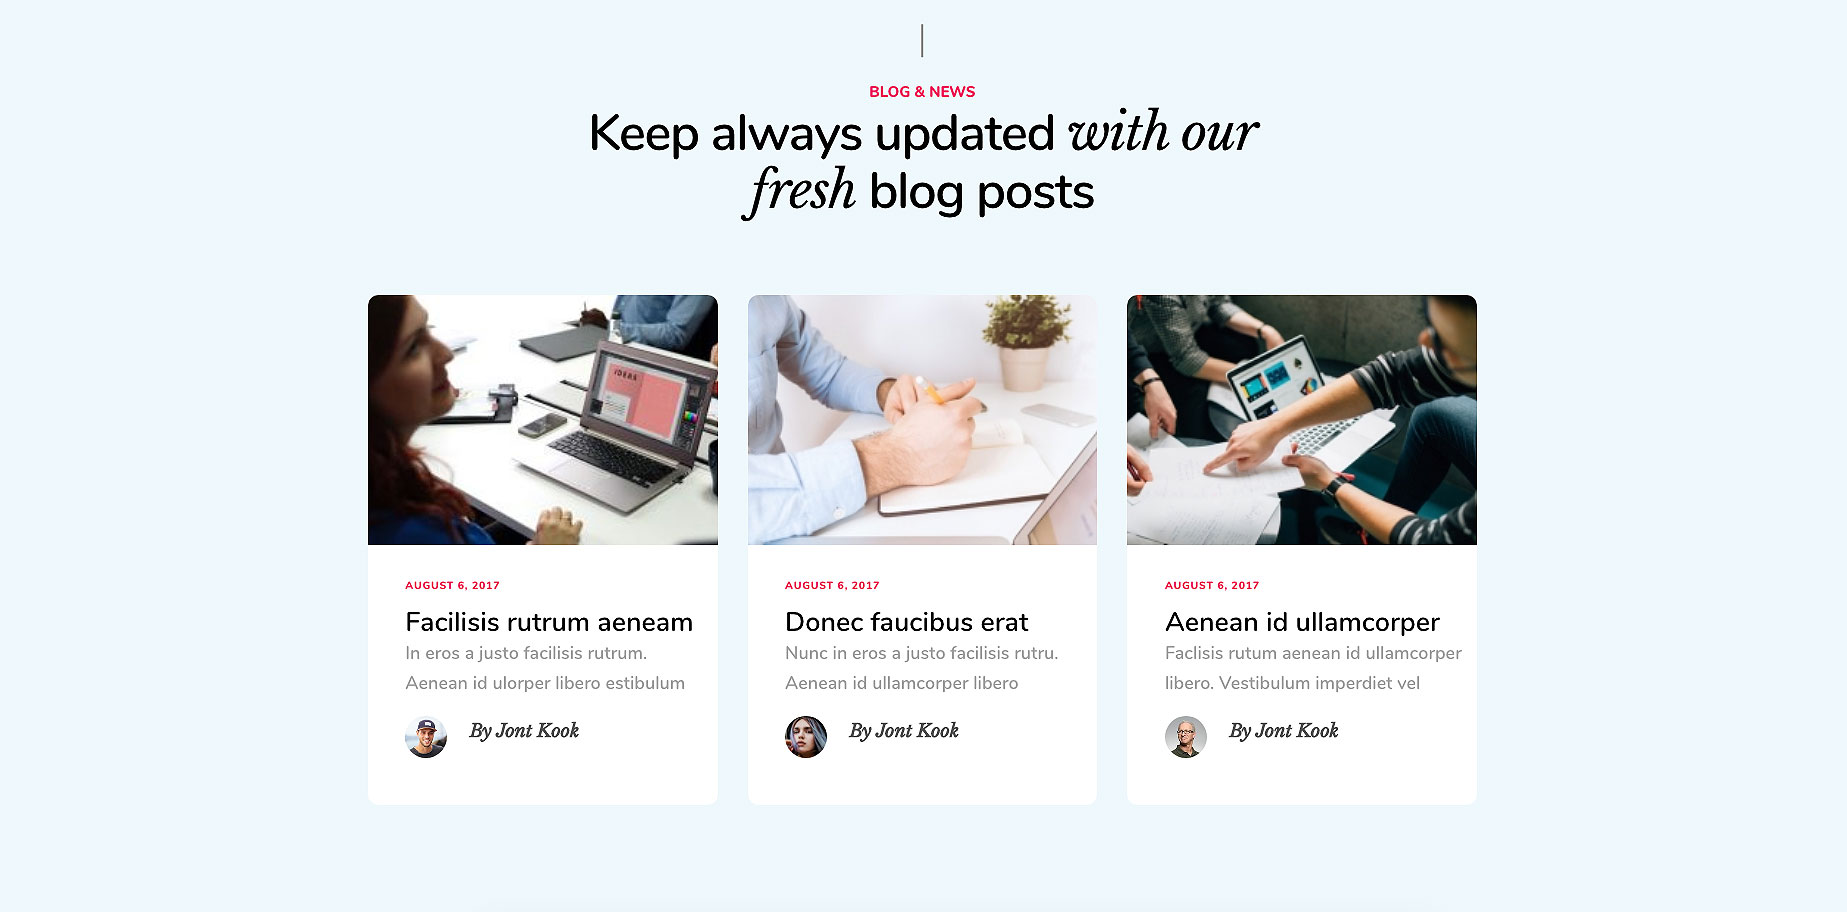 BLOG & NEWS
Keep always updated with our
fresh blog posts
IDEAS
AUGUST 6, 2017
Facilisis rutrum aeneam
In eros a justo facilisis rutrum.
Aenean id ulorper libero estibulum
By Jont Kook
AUGUST 6, 2017
Donec faucibus erat
Nunc in eros a justo facilisis rutru.
Aenean id ullamcorper libero
By Jont Kook
AUGUST 6, 2017
Aenean id ullamcorper
Faclisis rutum aenean id ullamcorper
libero. Vestibulum imperdiet vel
By Jont Kook